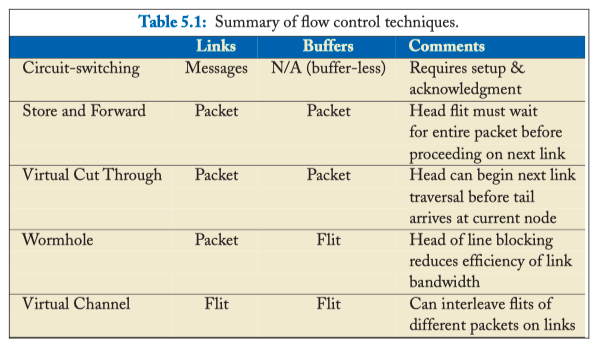 Table 5.1: Summary of flow control techniques.
Links Buffers Comments
Circuit-switching Messages N/A (buffer-less) Requires setup &
acknowledgment
Store and Forward Packet Packet Head flit must wait
for entire packet before
proceeding on next link
Virtual Cut Through Packet Packet Head can begin next link
traversal before tail
arrives at current node
Wormhole Packet Flit Head of line blocking
reduces efficiency of link
bandwidth
Virtual Channel Flit Flit Can interleave flits of
different packets on links